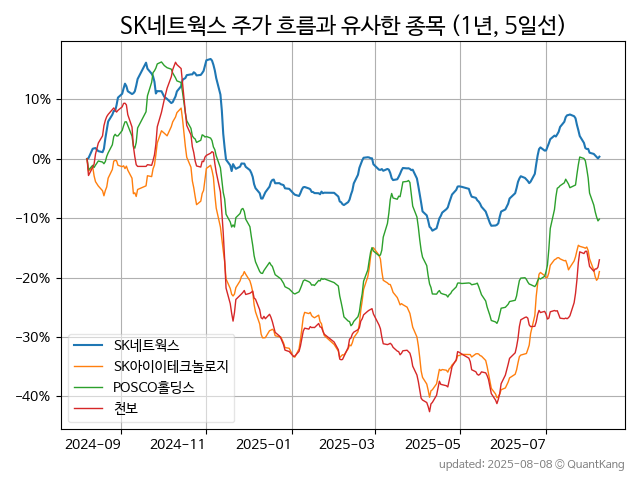 SK네트웍스 주가 흐름과 유사한 종목 (1년, 5일선)
10%
0%
−10%
−20%
−30%
−40%
SK네트웍스
SK아이이테크놀로지
POSCO홀딩스
천보
2024-09
2024-11
2025-01
2025-03
2025-05
2025-07
updated: 2025-08-08 © QuantKang